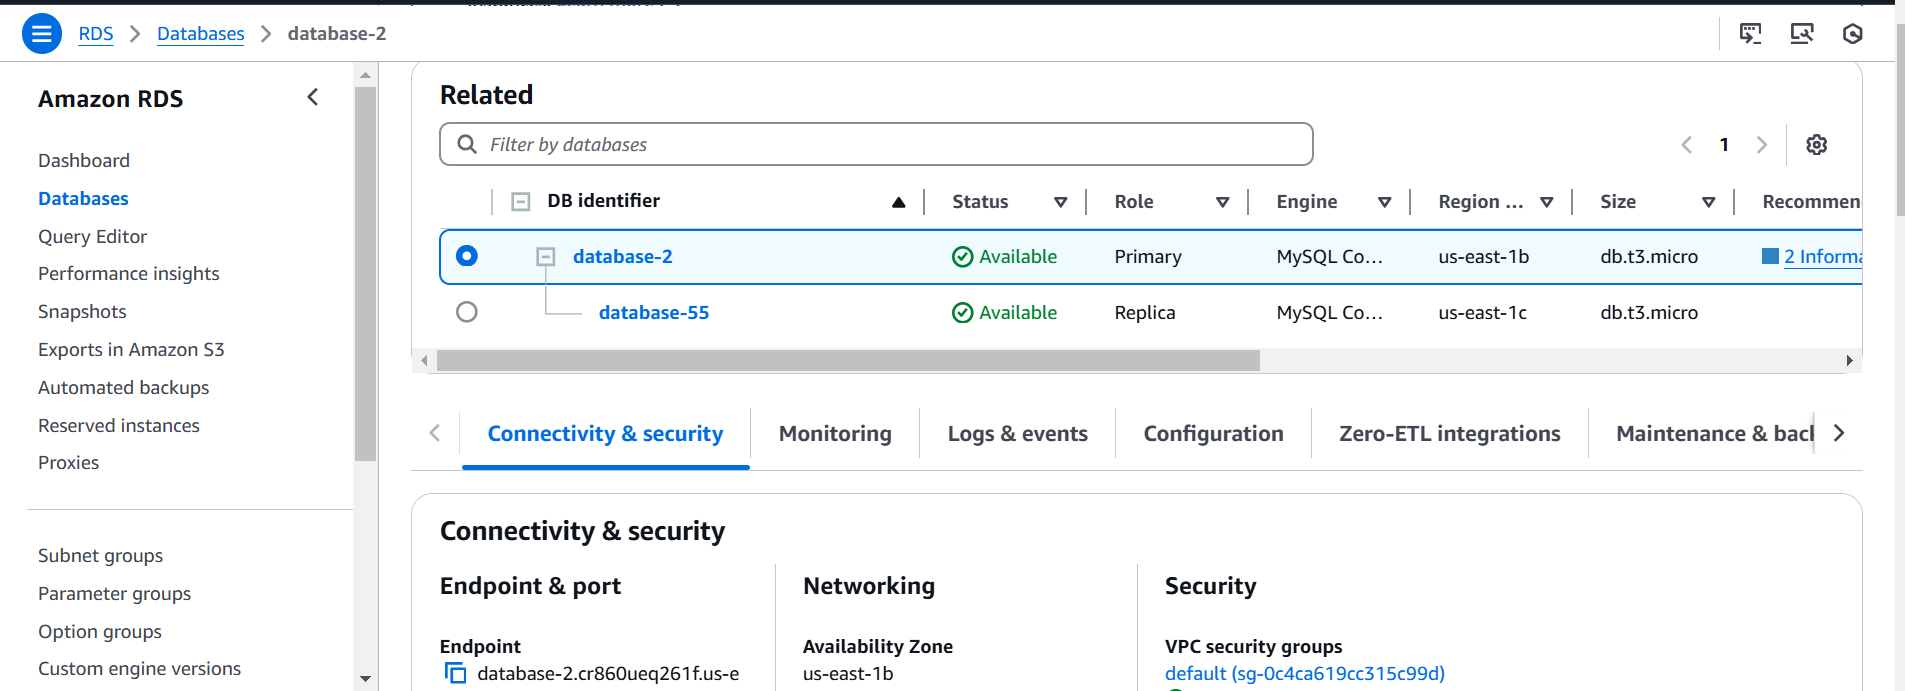 RDS > Databases > database-2
Amazon RDS
Dashboard
Databases
Query Editor
Performance insights
Snapshots
Exports in Amazon S3
Automated backups
Reserved instances
Proxies
Subnet groups
Parameter groups
Option groups
Custom engine versions
Related
Filter by databases
1
DB identifier Status Role Engine Region ... Size Recommen
database-2 Available Primary MySQL Co... us-east-1b db.t3.micro 2 Informa
database-55 Available Replica MySQL Co... us-east-1c db.t3.micro
Connectivity & security Monitoring Logs & events Configuration Zero-ETL integrations Maintenance & bac
Connectivity & security
Endpoint & port
Endpoint
database-2.cr860ueq261f.us-e
Networking
Availability Zone
us-east-1b
Security
VPC security groups
default (sg-0c4ca619cc315c99d)